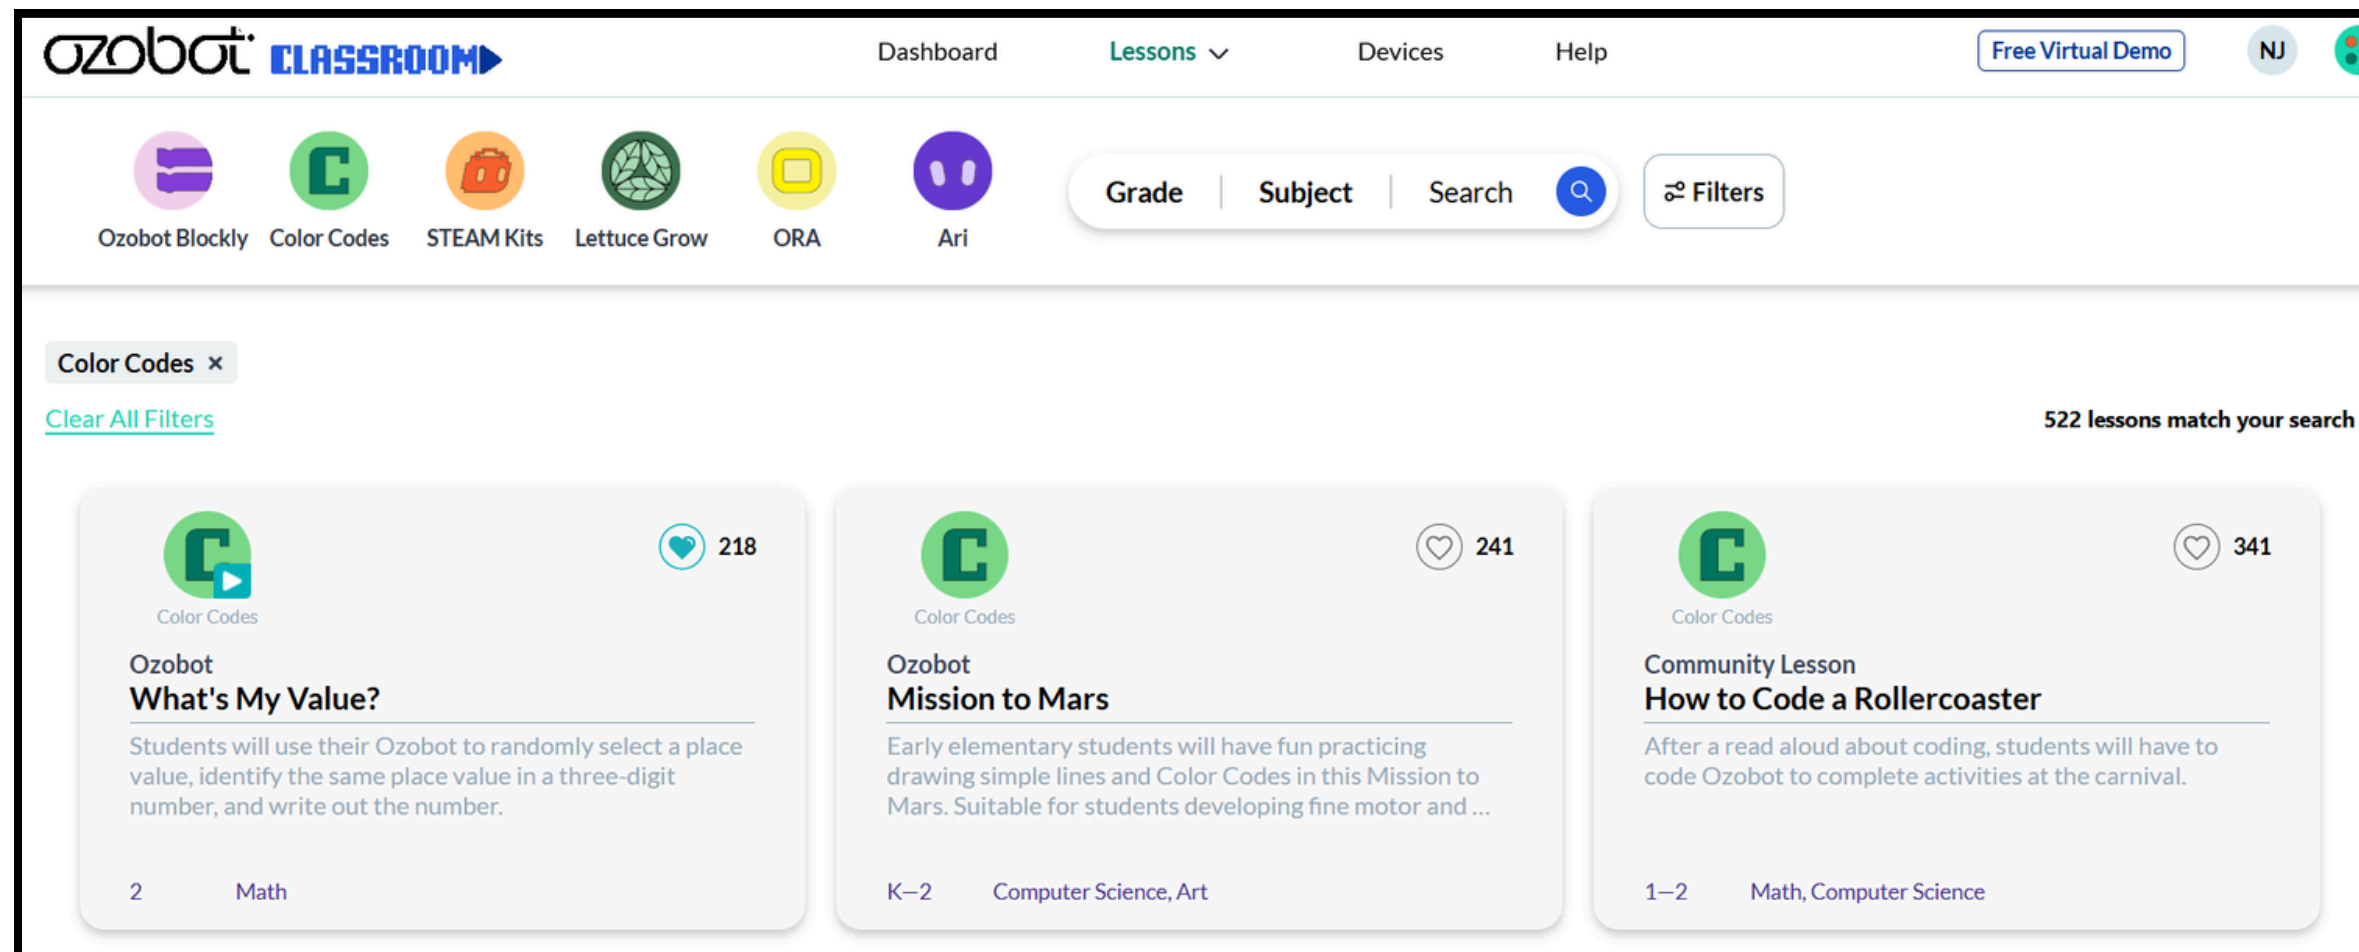 ozobot CLASSROOM
Dashboard
Lessons
Devices
Help
Free Virtual Demo
NJ
Ozobot Blockly
Color Codes
STEAM Kits
Lettuce Grow
ORA
Ari
Grade
Subject
Search
Filters
Color Codes ×
Clear All Filters
522 lessons match your search
C
218
Color Codes
Ozobot
What's My Value?
Students will use their Ozobot to randomly select a place
value, identify the same place value in a three-digit
number, and write out the number.
2 Math
C
241
Color Codes
Ozobot
Mission to Mars
Early elementary students will have fun practicing
drawing simple lines and Color Codes in this Mission to
Mars. Suitable for students developing fine motor and ...
K—2 Computer Science, Art
C
341
Color Codes
Community Lesson
How to Code a Rollercoaster
After a read aloud about coding, students will have to
code Ozobot to complete activities at the carnival.
1—2 Math, Computer Science